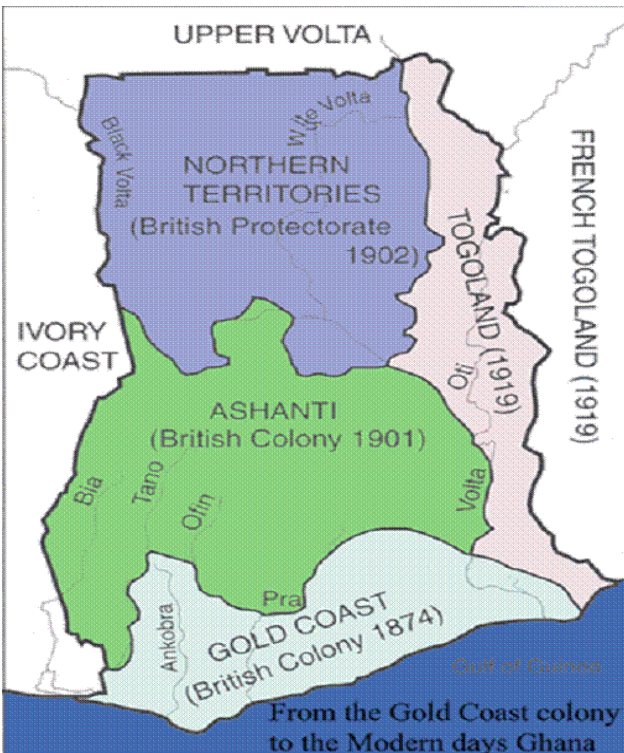 UPPER VOLTA
Black Volta
White Volta
NORTHERN
TERRITORIES
(British Protectorate
1902)
TOGOLAND (1919)
FRENCH TOGOLAND (1919)
IVORY
COAST
Oti
ASHANTI
(British Colony 1901)
Bia
Tano
Ofin
Volta
Pra
Ankobra
GOLD COAST
(British Colony 1874)
Gulf of Guinea
From the Gold Coast colony
to the Modern days Ghana